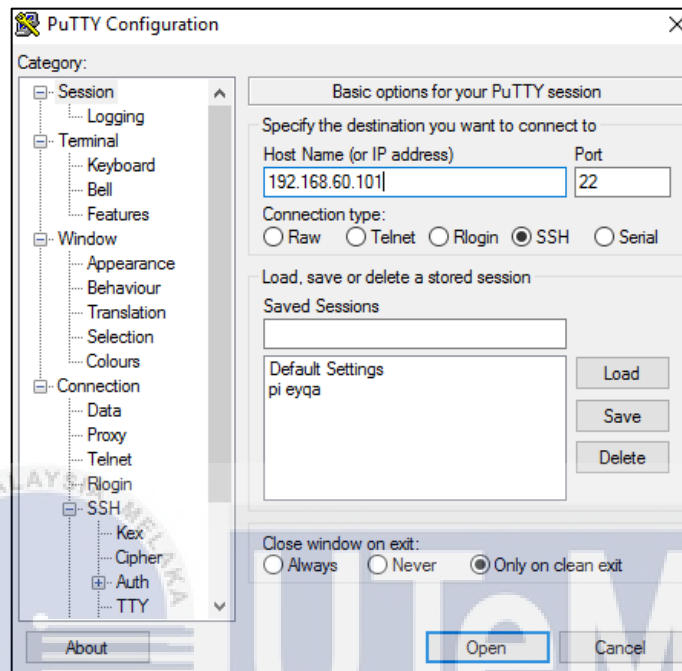 PuTTY Configuration
Category:
Session
Logging
Terminal
Keyboard
Bell
Features
Window
Appearance
Behaviour
Translation
Selection
Colours
Connection
Data
Proxy
Telnet
Rlogin
SSH
Kex
Cipher
Auth
TTY
Basic options for your PuTTY session
Specify the destination you want to connect to
Host Name (or IP address) Port
192.168.60.101 22
Connection type:
Raw Telnet Rlogin SSH Serial
Load, save or delete a stored session
Saved Sessions
Default Settings
pi eyqa
Load
Save
Delete
Close window on exit:
Always Never Only on clean exit
About Open Cancel
UTeM